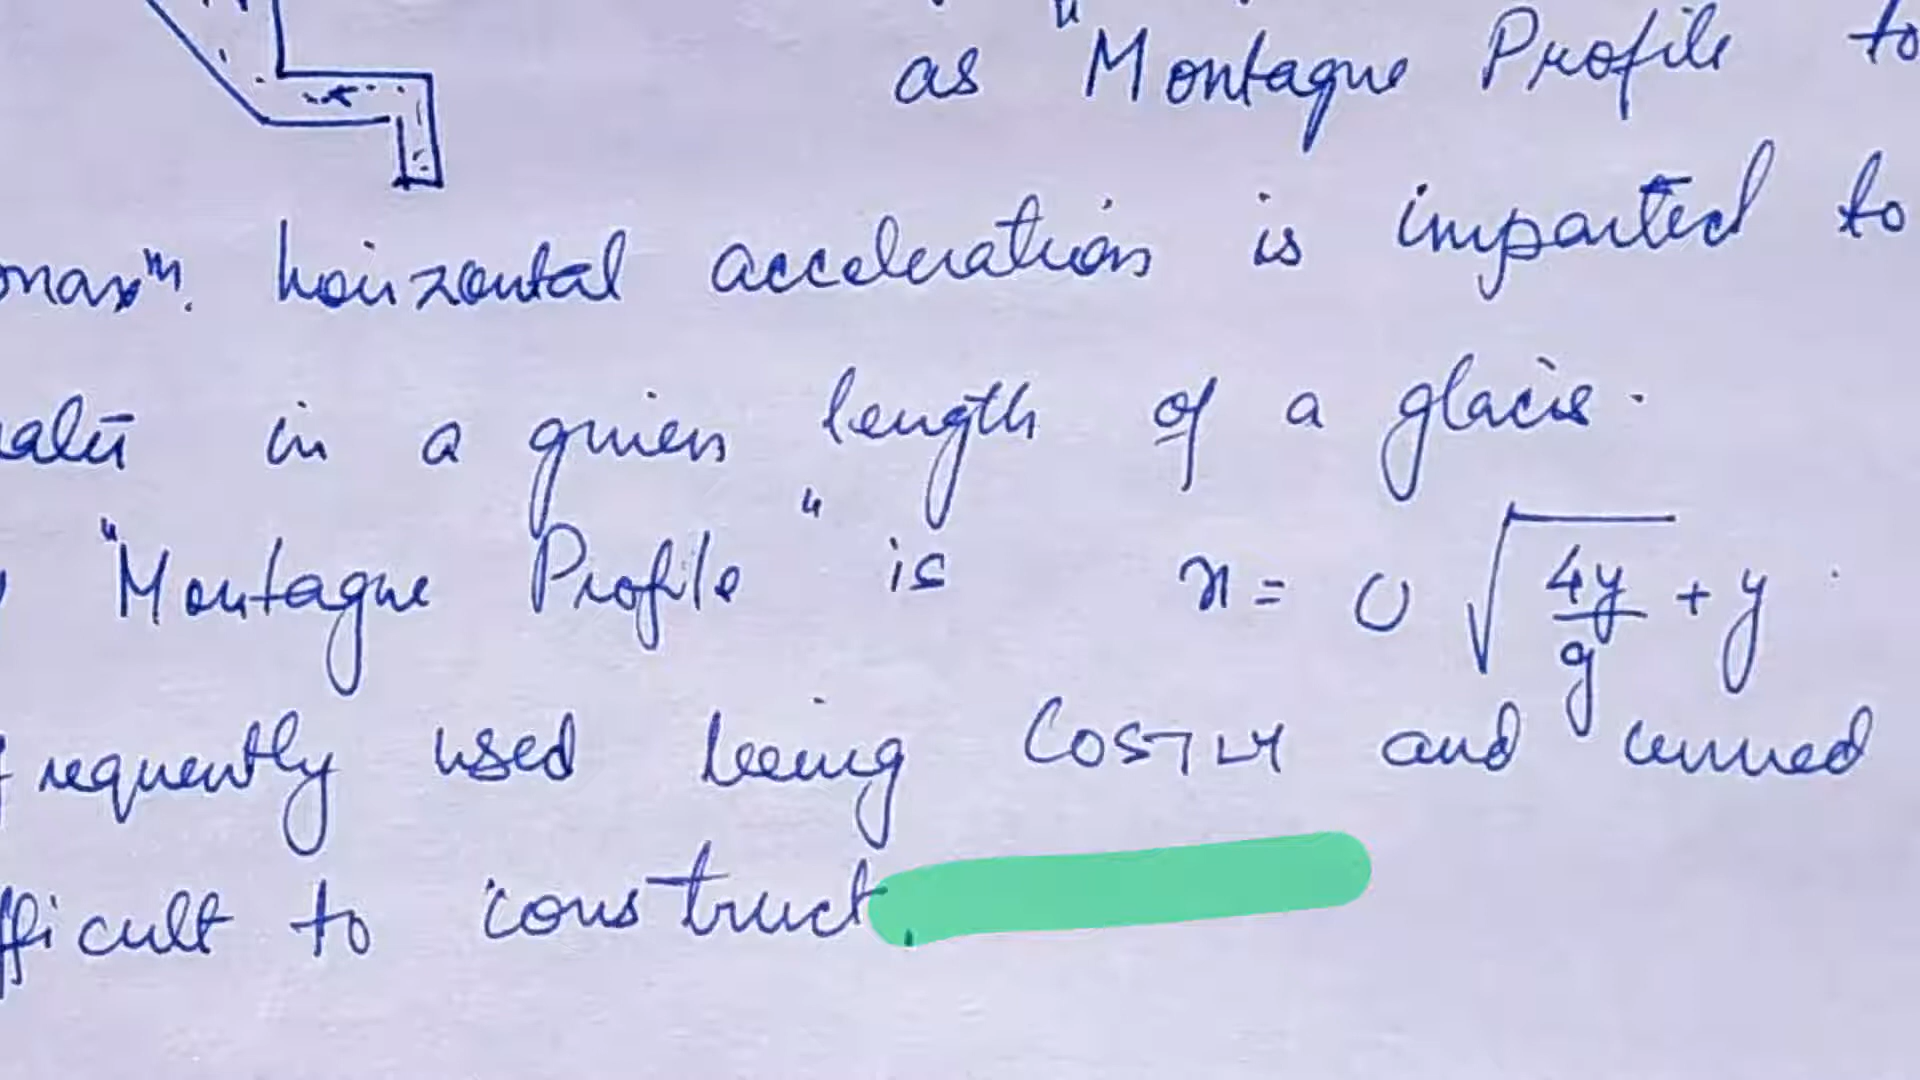 as "Montague Profile to
maxᵐ. horizontal acceleration is imparted to
in a given length of a glacis.
"Montague Profile" is x = U √(4y/g) + y
frequently used being COSTLY and curved
difficult to construct.